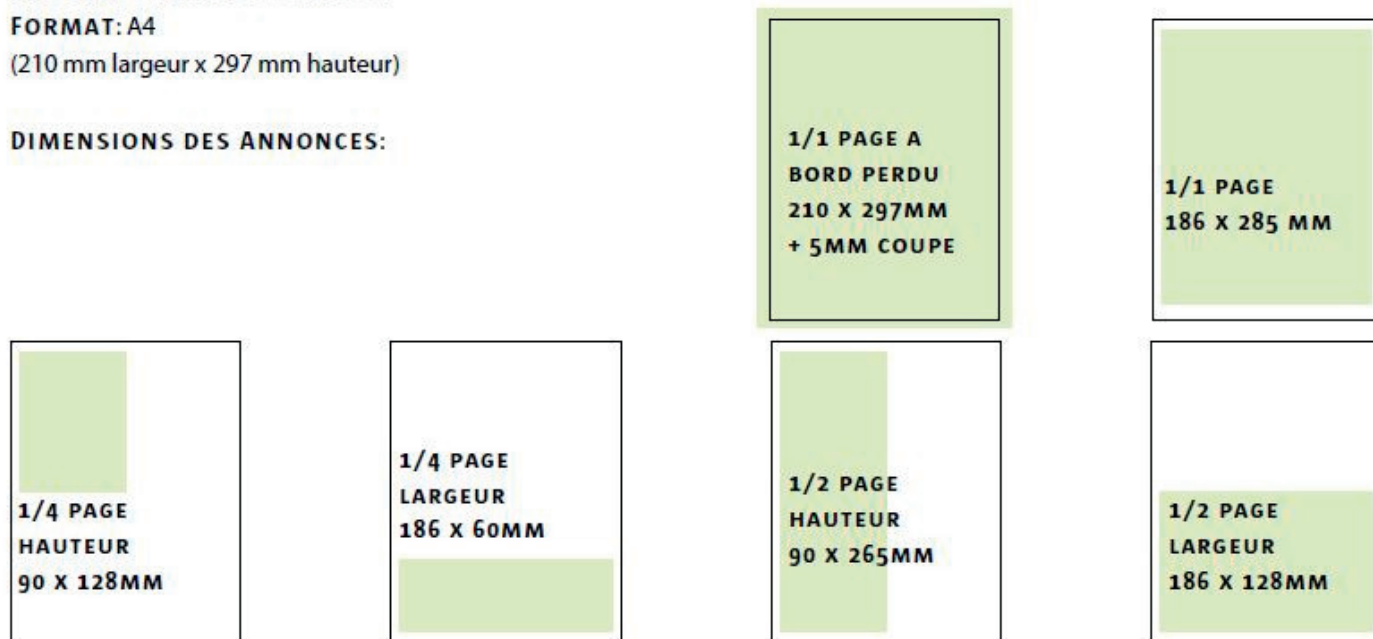 FORMAT: A4
(210 mm largeur x 297 mm hauteur)
DIMENSIONS DES ANNONCES:
1/1 PAGE A
BORD PERDU
210 X 297MM
+ 5MM COUPE
1/1 PAGE
186 X 285 MM
1/4 PAGE
HAUTEUR
90 X 128MM
1/4 PAGE
LARGEUR
186 X 60MM
1/2 PAGE
HAUTEUR
90 X 265MM
1/2 PAGE
LARGEUR
186 X 128MM